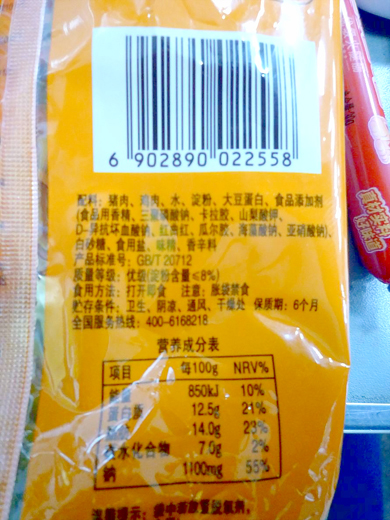 6 902890 022558
配料：猪肉、鸡肉、水、淀粉、大豆蛋白、食品添加剂
(食品用香精、三聚磷酸钠、卡拉胶、山梨酸钾、
D-异抗坏血酸钠、红曲红、瓜尔胶、海藻酸钠、亚硝酸钠)、
白砂糖、食用盐、味精、香辛料
产品标准号：GB/T 20712
质量等级：优级(淀粉含量≤8%)
食用方法：打开即食 注意：胀袋禁食
贮存条件：卫生、阴凉、通风、干燥处 保质期：6个月
全国服务热线：400-6168218
营养成分表
项目 每100g NRV%
850kJ 10%
蛋白质 12.5g 21%
14.0g 23%
水化合物 7.0g 2%
钠 1100mg 55%
温馨提示：